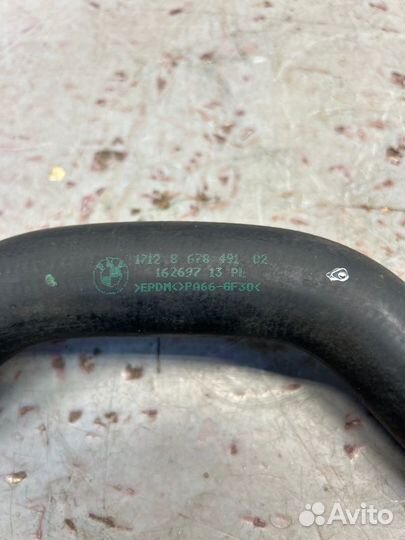 1712 8 678 491 02
162697 13 PL
>EPDM<>PA66-GF30<
Avito